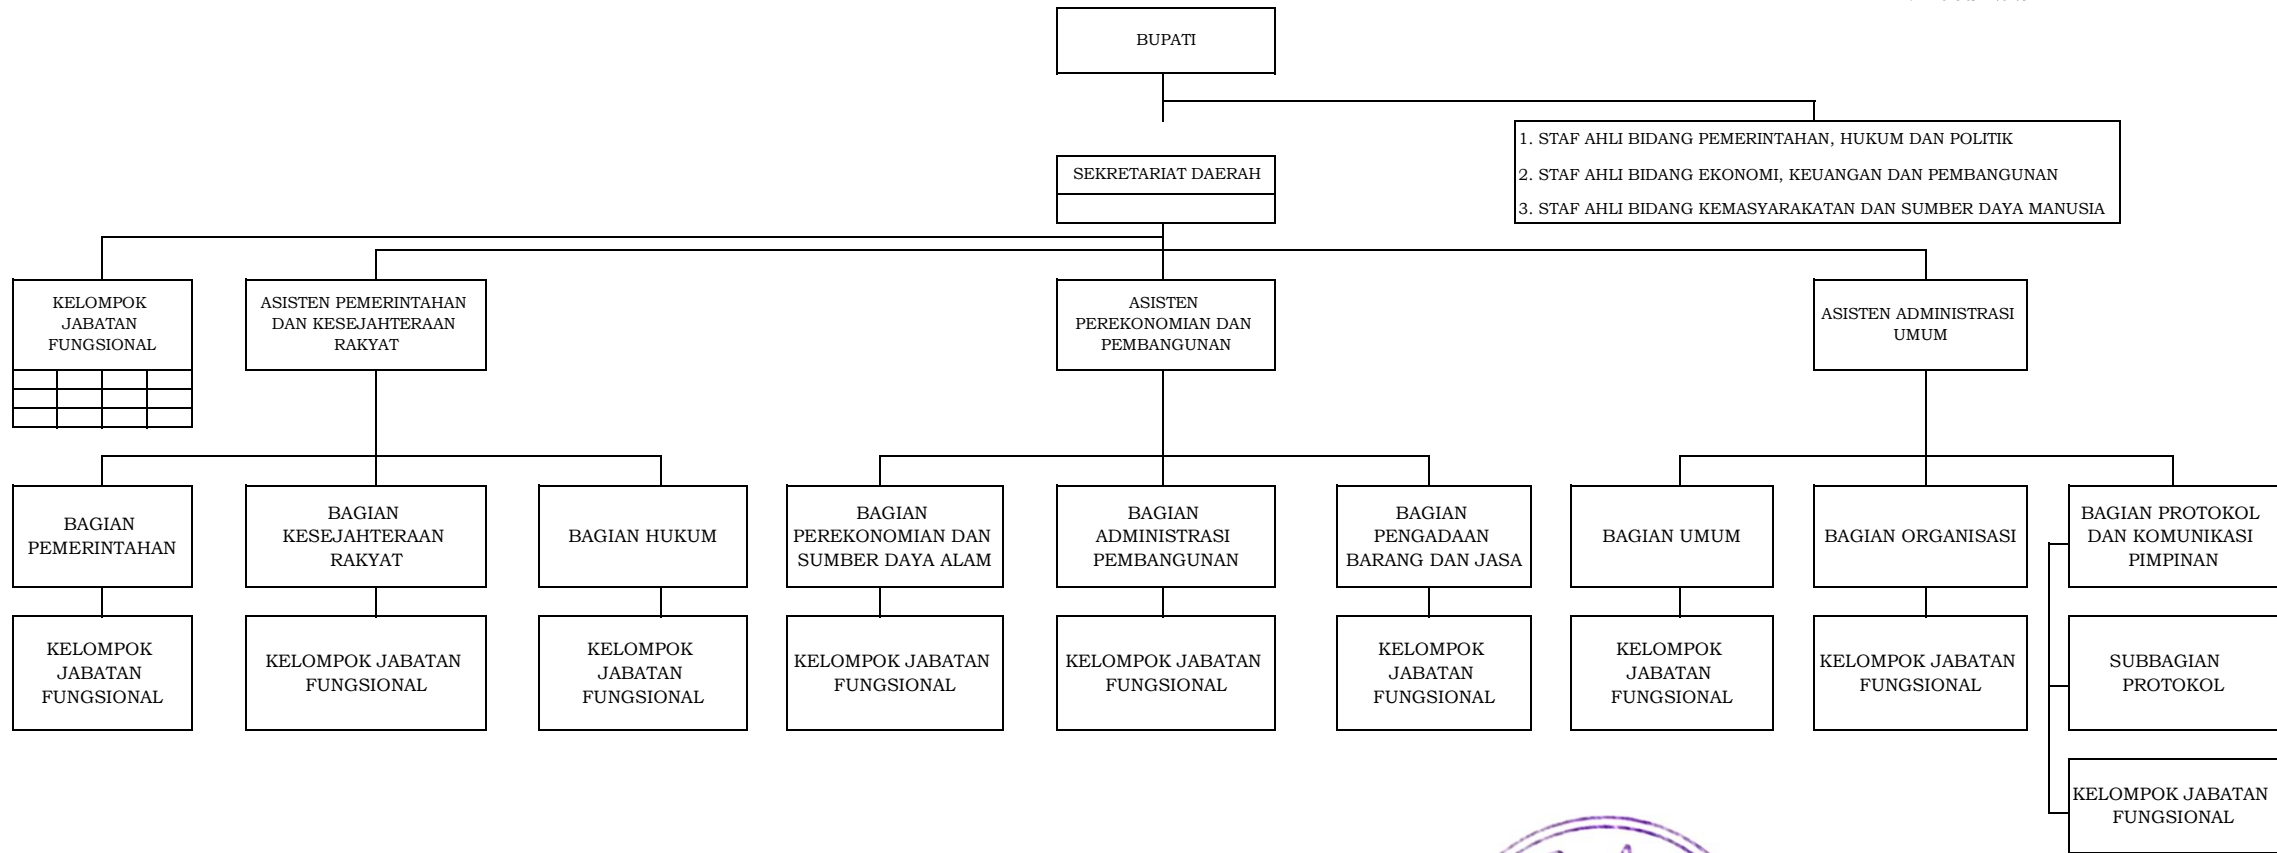 BUPATI
1. STAF AHLI BIDANG PEMERINTAHAN, HUKUM DAN POLITIK
2. STAF AHLI BIDANG EKONOMI, KEUANGAN DAN PEMBANGUNAN
3. STAF AHLI BIDANG KEMASYARAKATAN DAN SUMBER DAYA MANUSIA
SEKRETARIAT DAERAH
KELOMPOK
JABATAN
FUNGSIONAL
ASISTEN PEMERINTAHAN
DAN KESEJAHTERAAN
RAKYAT
ASISTEN
PEREKONOMIAN DAN
PEMBANGUNAN
ASISTEN ADMINISTRASI
UMUM
BAGIAN
PEMERINTAHAN
BAGIAN
KESEJAHTERAAN
RAKYAT
BAGIAN HUKUM
BAGIAN
PEREKONOMIAN DAN
SUMBER DAYA ALAM
BAGIAN
ADMINISTRASI
PEMBANGUNAN
BAGIAN
PENGADAAN
BARANG DAN JASA
BAGIAN UMUM
BAGIAN ORGANISASI
BAGIAN PROTOKOL
DAN KOMUNIKASI
PIMPINAN
KELOMPOK
JABATAN
FUNGSIONAL
KELOMPOK JABATAN
FUNGSIONAL
KELOMPOK
JABATAN
FUNGSIONAL
KELOMPOK JABATAN
FUNGSIONAL
KELOMPOK JABATAN
FUNGSIONAL
KELOMPOK
JABATAN
FUNGSIONAL
KELOMPOK
JABATAN
FUNGSIONAL
KELOMPOK JABATAN
FUNGSIONAL
SUBBAGIAN
PROTOKOL
KELOMPOK JABATAN
FUNGSIONAL